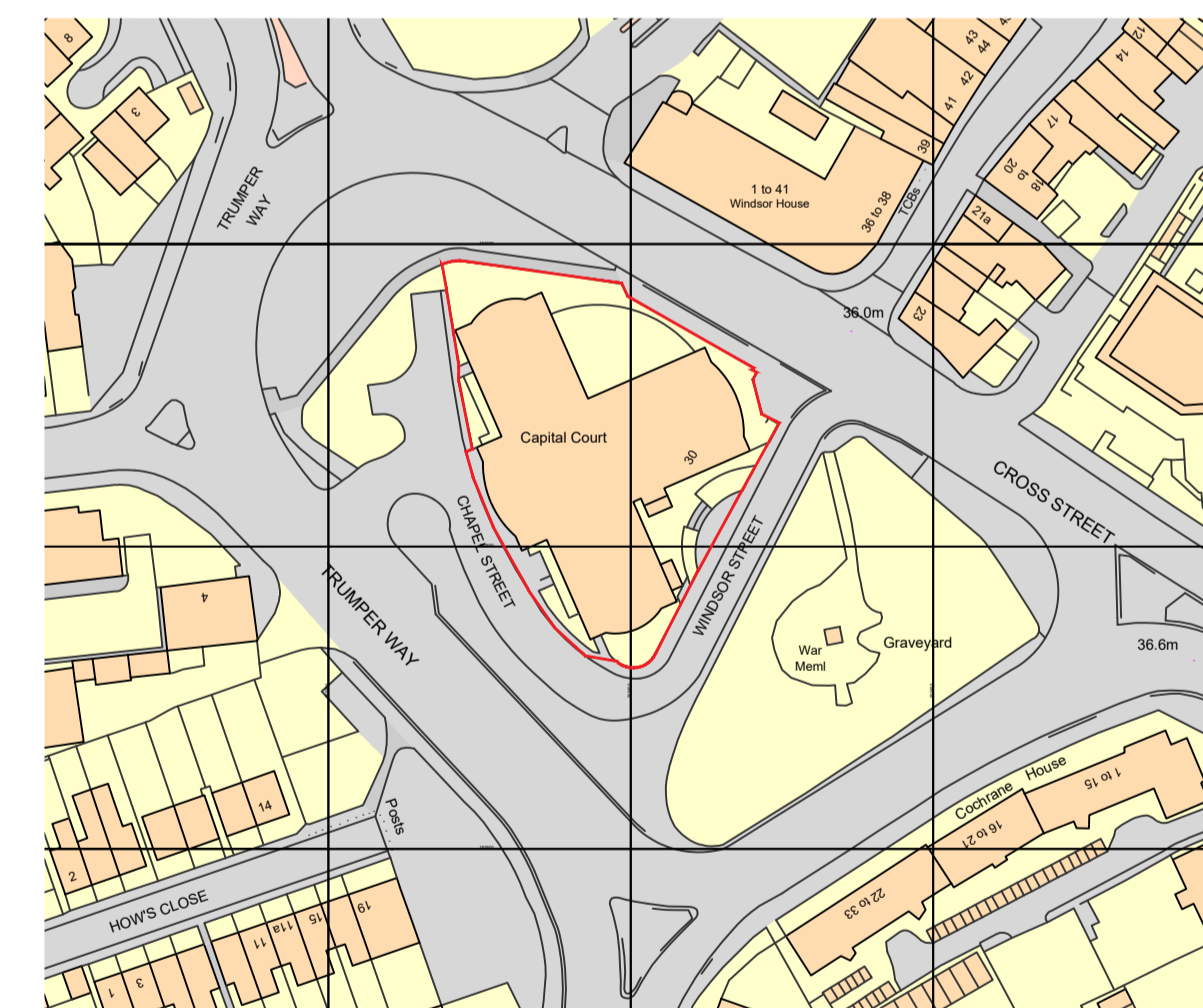 8
3
TRUMPER
WAY
43
44
42
41
39
12
14
17
20
to
18
1 to 41
Windsor House
36 to 38
TCBs
21a
23
36.0m
Capital Court
30
CHAPEL STREET
WINDSOR STREET
CROSS STREET
TRUMPER WAY
4
War
Meml
Graveyard
36.6m
Cochrane House
1 to 15
16 to 21
22 to 33
Posts
14
2
HOW'S CLOSE
19
15
11a
11
3
1